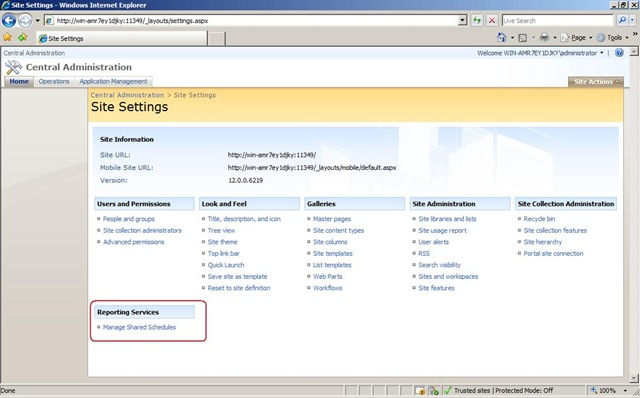 Site Settings - Windows Internet Explorer
http://win-amr7ey1djky:11349/_layouts/settings.aspx
Live Search
Site Settings
Page
Tools
Central Administration
Welcome WIN-AMR7EY1DJKY\administrator
Central Administration
Home Operations Application Management
Site Actions
Central Administration > Site Settings
Site Settings
Site Information
Site URL: http://win-amr7ey1djky:11349/
Mobile Site URL: http://win-amr7ey1djky:11349/_layouts/mobile/default.aspx
Version: 12.0.0.6219
Users and Permissions
People and groups
Site collection administrators
Advanced permissions
Look and Feel
Title, description, and icon
Tree view
Site theme
Top link bar
Quick Launch
Save site as template
Reset to site definition
Galleries
Master pages
Site content types
Site columns
Site templates
List templates
Web Parts
Workflows
Site Administration
Site libraries and lists
Site usage report
User alerts
RSS
Search visibility
Sites and workspaces
Site features
Site Collection Administration
Recycle bin
Site collection features
Site hierarchy
Portal site connection
Reporting Services
Manage Shared Schedules
Done
Trusted sites | Protected Mode: Off
100%